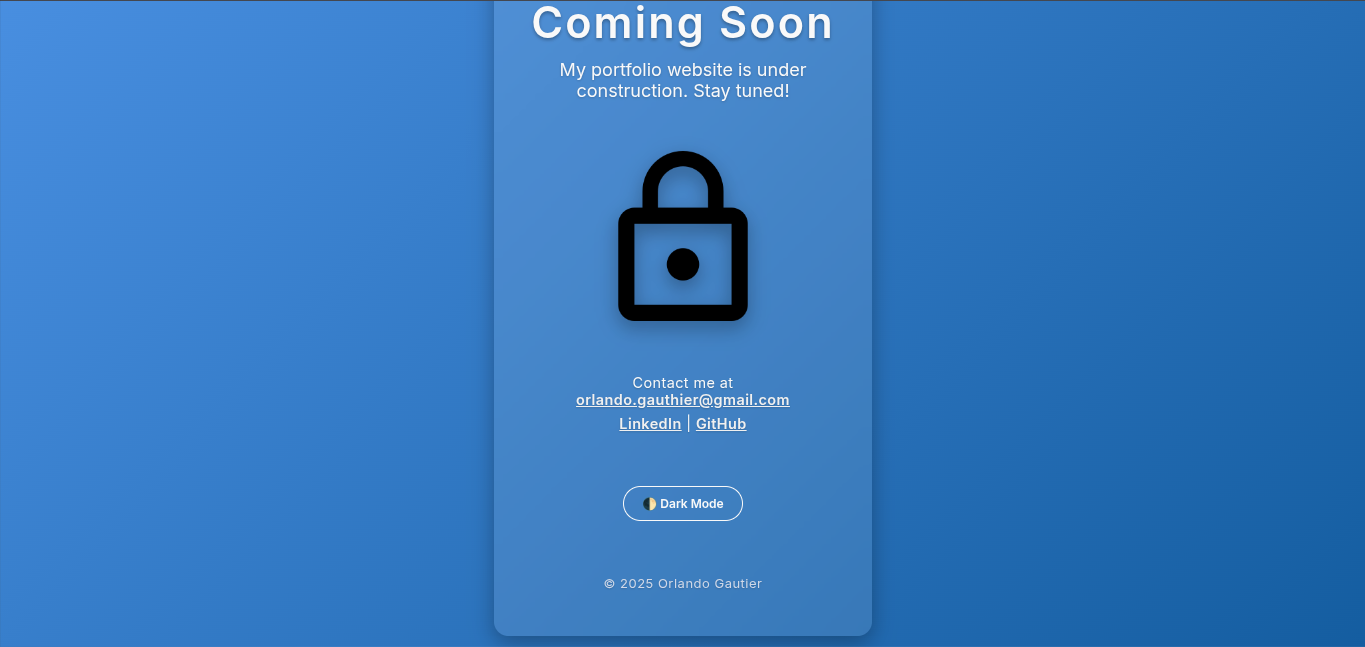 Coming Soon
My portfolio website is under
construction. Stay tuned!
Contact me at
orlando.gauthier@gmail.com
LinkedIn | GitHub
🌓 Dark Mode
© 2025 Orlando Gautier